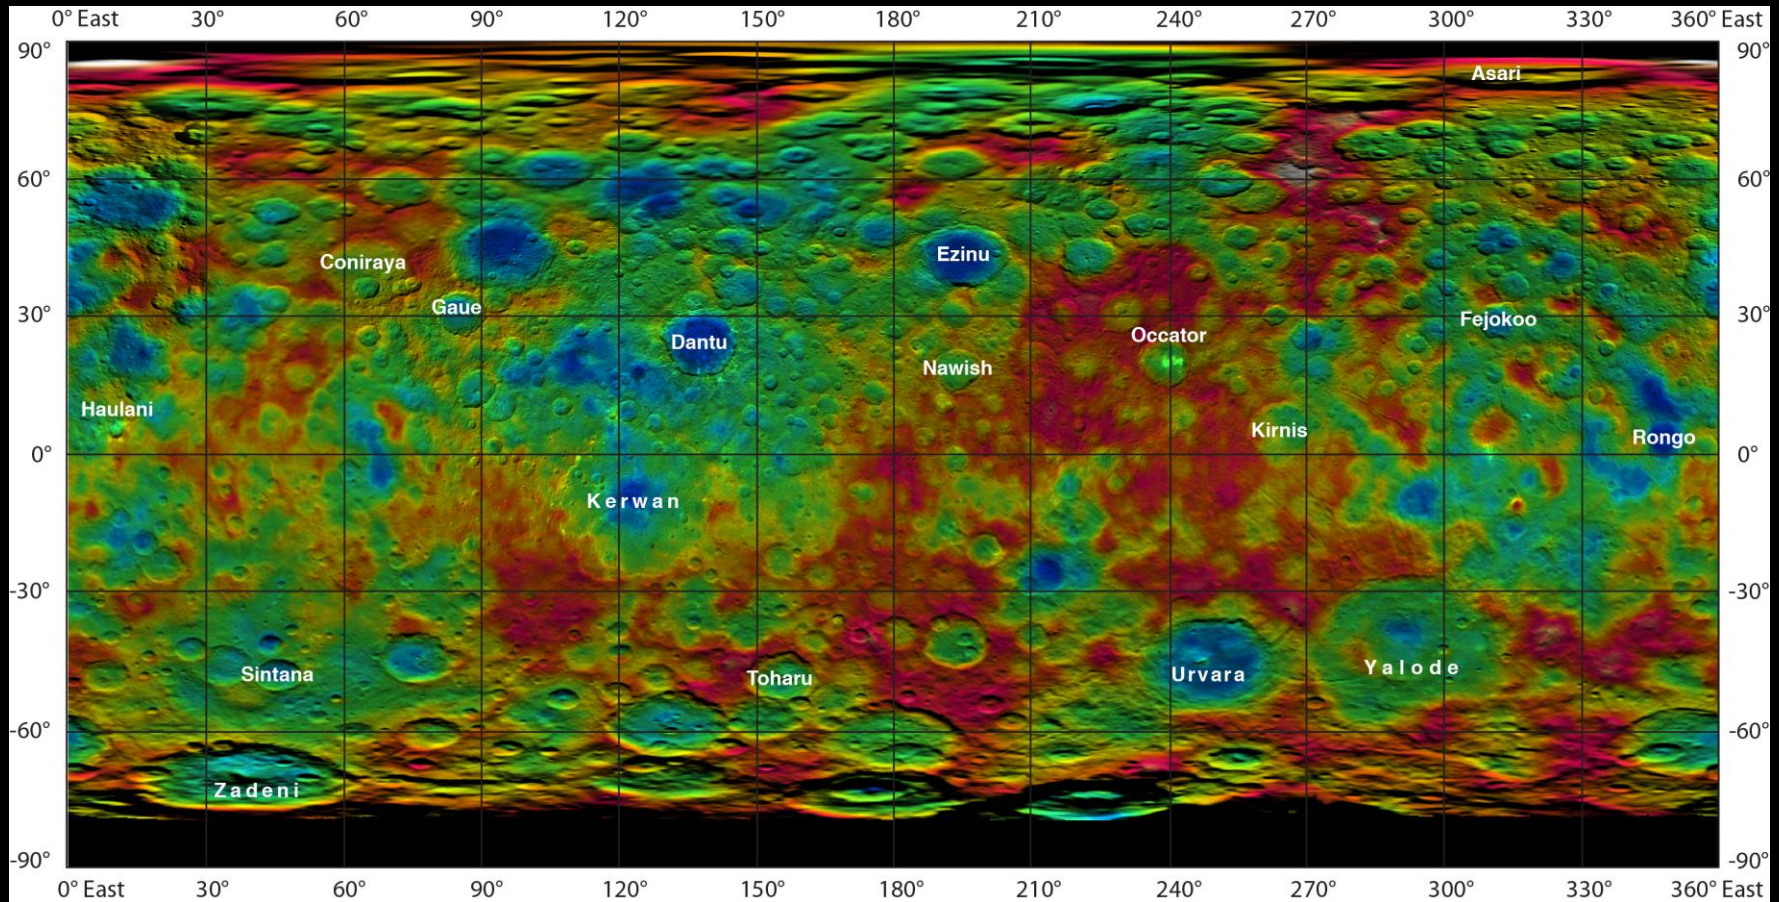 0° East 30° 60° 90° 120° 150° 180° 210° 240° 270° 300° 330° 360° East
90° 90°
Asari
60° 60°
Ezinu
Coniraya
Gaue
30° 30°
Fejokoo
Occator
Dantu
Nawish
Haulani
Kirnis
Rongo
0° 0°
Kerwan
-30° -30°
Yalode
Sintana Urvara
Toharu
-60° -60°
Zadeni
-90° -90°
0° East 30° 60° 90° 120° 150° 180° 210° 240° 270° 300° 330° 360° East